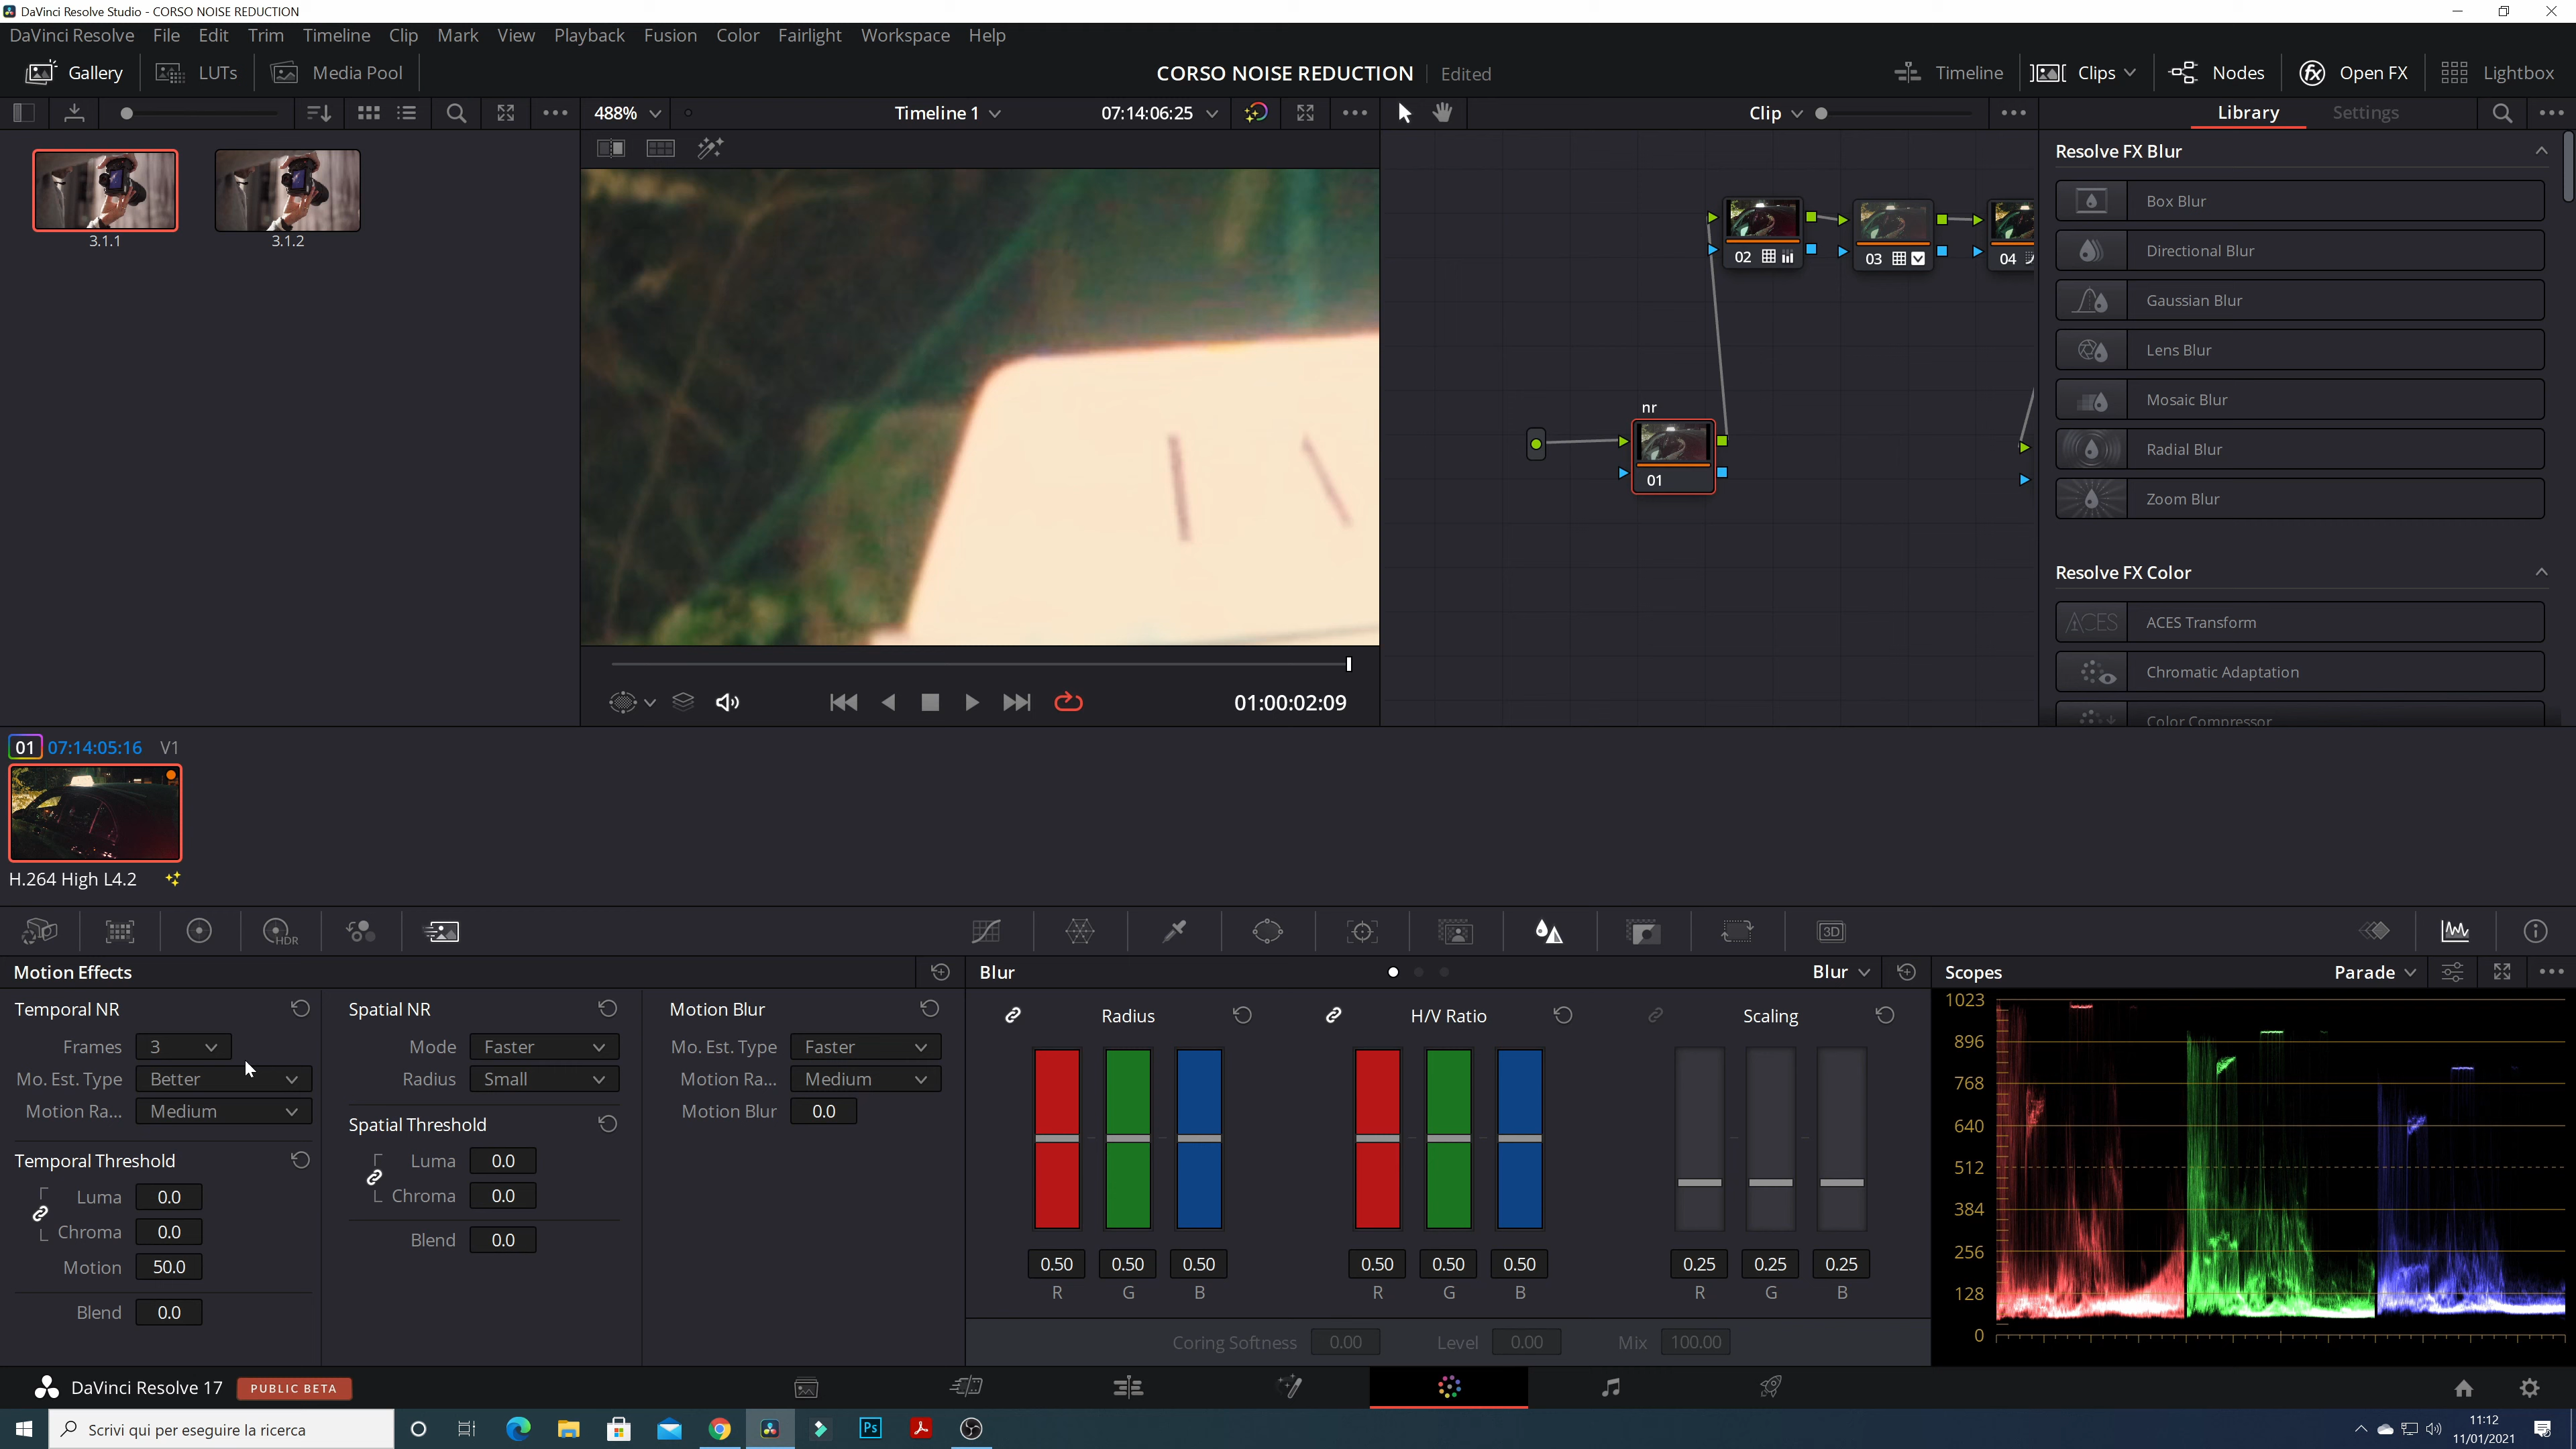 DaVinci Resolve Studio - CORSO NOISE REDUCTION
DaVinci Resolve File Edit Trim Timeline Clip Mark View Playback Fusion Color Fairlight Workspace Help
Gallery LUTs Media Pool CORSO NOISE REDUCTION Edited Timeline Clips Nodes Open FX Lightbox
488% Timeline 1 07:14:06:25 Clip Library Settings
3.1.1 3.1.2
Resolve FX Blur
Box Blur
Directional Blur
Gaussian Blur
Lens Blur
Mosaic Blur
Radial Blur
Zoom Blur
Resolve FX Color
ACES ACES Transform
Chromatic Adaptation
Color Compressor
02 03 04
nr
01
01:00:02:09
01 07:14:05:16 V1
H.264 High L4.2
HDR 3D
Motion Effects
Temporal NR
Frames 3
Mo. Est. Type Better
Motion Ra... Medium
Temporal Threshold
Luma 0.0
Chroma 0.0
Motion 50.0
Blend 0.0
Spatial NR
Mode Faster
Radius Small
Spatial Threshold
Luma 0.0
Chroma 0.0
Blend 0.0
Motion Blur
Mo. Est. Type Faster
Motion Ra... Medium
Motion Blur 0.0
Blur Blur
Radius H/V Ratio Scaling
0.50 0.50 0.50 0.50 0.50 0.50 0.25 0.25 0.25
R G B R G B R G B
Coring Softness 0.00 Level 0.00 Mix 100.00
Scopes Parade
1023
896
768
640
512
384
256
128
0
DaVinci Resolve 17 PUBLIC BETA
Scrivi qui per eseguire la ricerca
Ps
11:12
11/01/2021